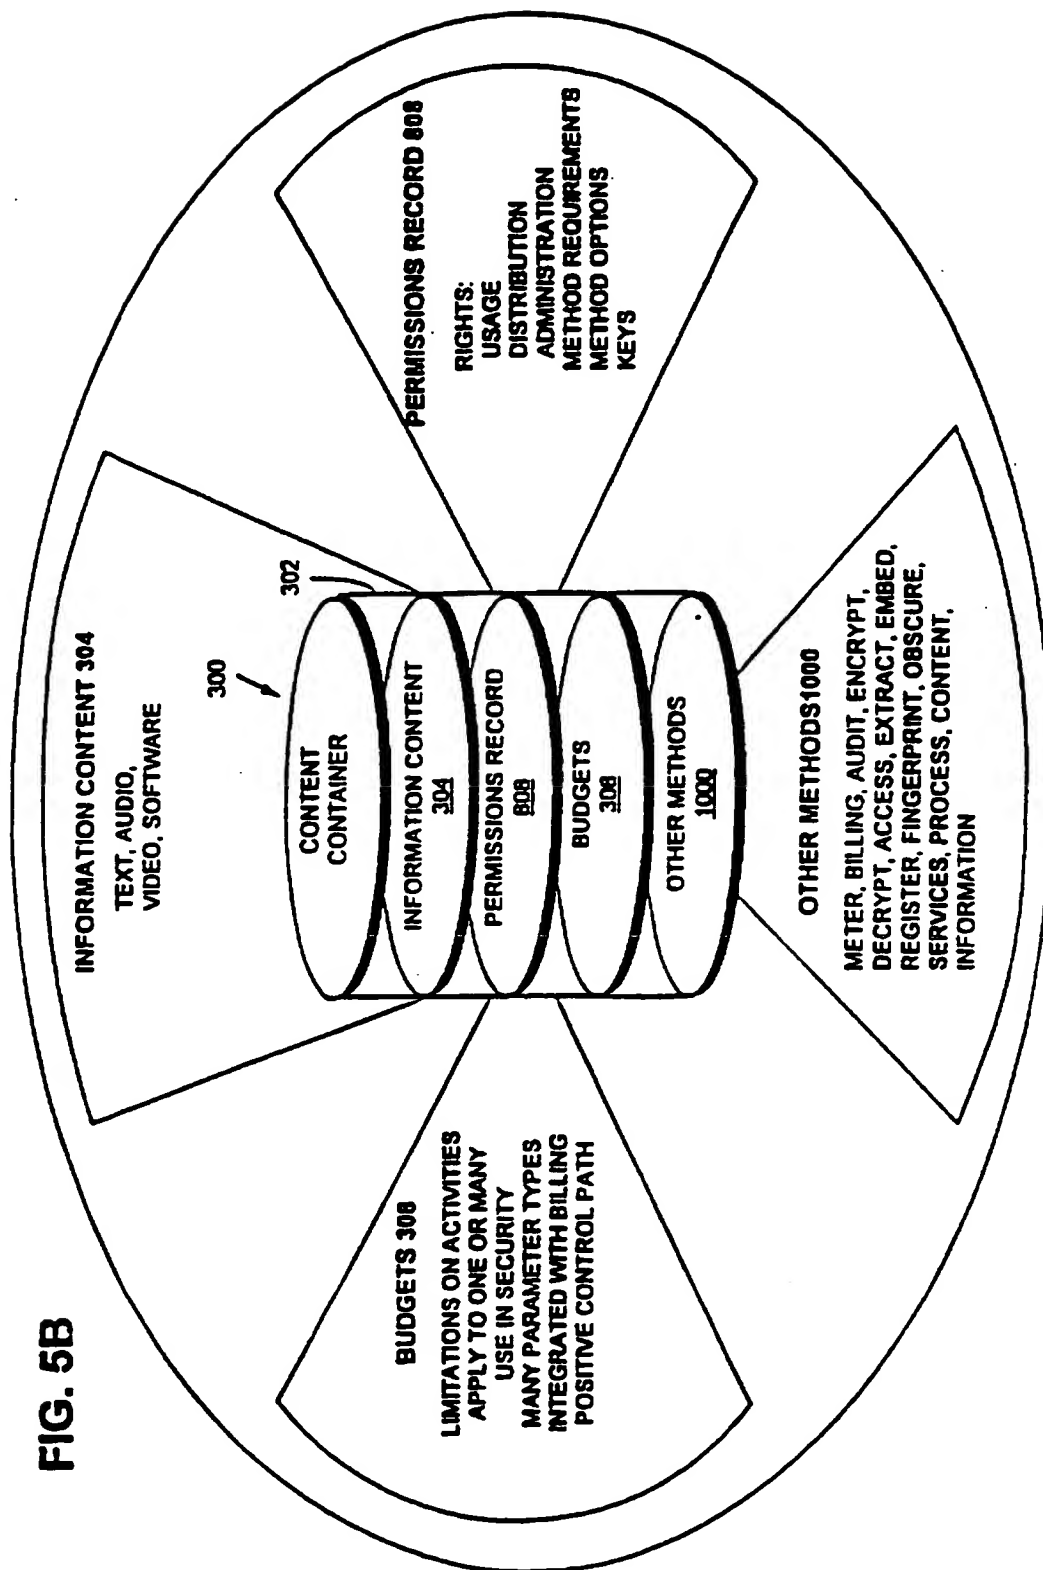 FIG. 5B
INFORMATION CONTENT 304
TEXT, AUDIO,
VIDEO, SOFTWARE
300
302
CONTENT
CONTAINER
INFORMATION CONTENT
304
PERMISSIONS RECORD
808
BUDGETS
308
OTHER METHODS
1000
BUDGETS 308
LIMITATIONS ON ACTIVITIES
APPLY TO ONE OR MANY
USE IN SECURITY
MANY PARAMETER TYPES
INTEGRATED WITH BILLING
POSITIVE CONTROL PATH
PERMISSIONS RECORD 808
RIGHTS:
USAGE
DISTRIBUTION
ADMINISTRATION
METHOD REQUIREMENTS
METHOD OPTIONS
KEYS
OTHER METHODS1000
METER, BILLING, AUDIT, ENCRYPT,
DECRYPT, ACCESS, EXTRACT, EMBED,
REGISTER, FINGERPRINT, OBSCURE,
SERVICES, PROCESS, CONTENT,
INFORMATION